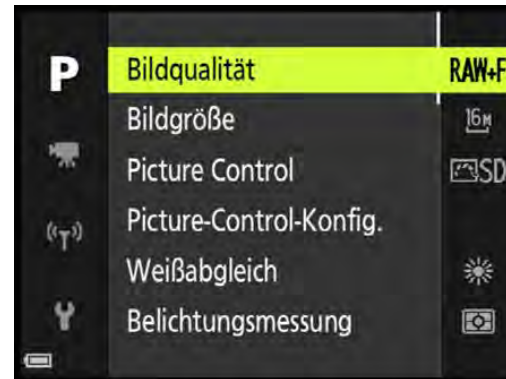 P
Bildqualität RAW+F
Bildgröße 16M
Picture Control SD
Picture-Control-Konfig.
Weißabgleich
Belichtungsmessung